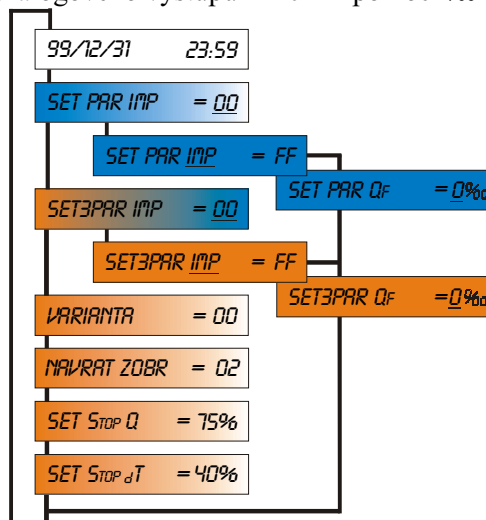 99/12/31 23:59
SET PAR IMP = 00
SET PAR IMP = FF
SET PAR QF =0‰
SET3PAR IMP = 00
SET3PAR IMP = FF
SET3PAR QF =0‰
VARIANTA = 00
NAVRAT ZOBR = 02
SET STOP Q = 75%
SET STOP dT = 40%